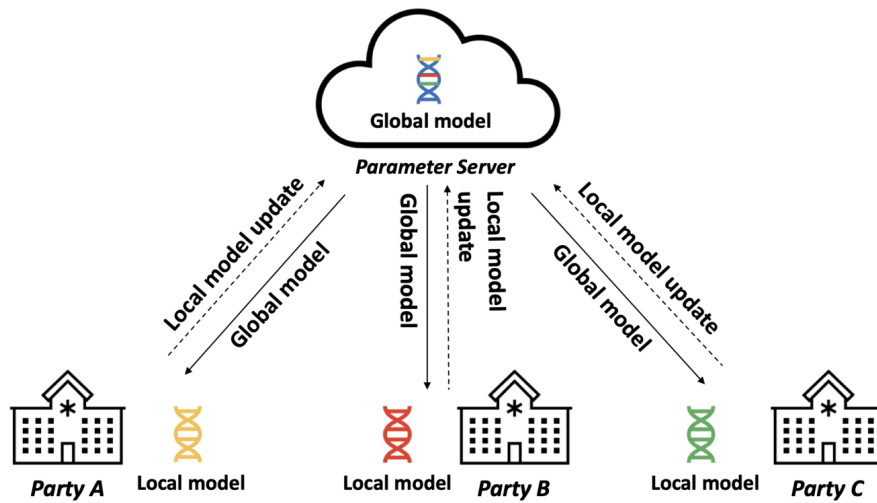 Global model
Parameter Server
Local model update
Global model
Global model
Local model
update
Global model
Local model update
Party A
Local model
Local model
Party B
Local model
Party C